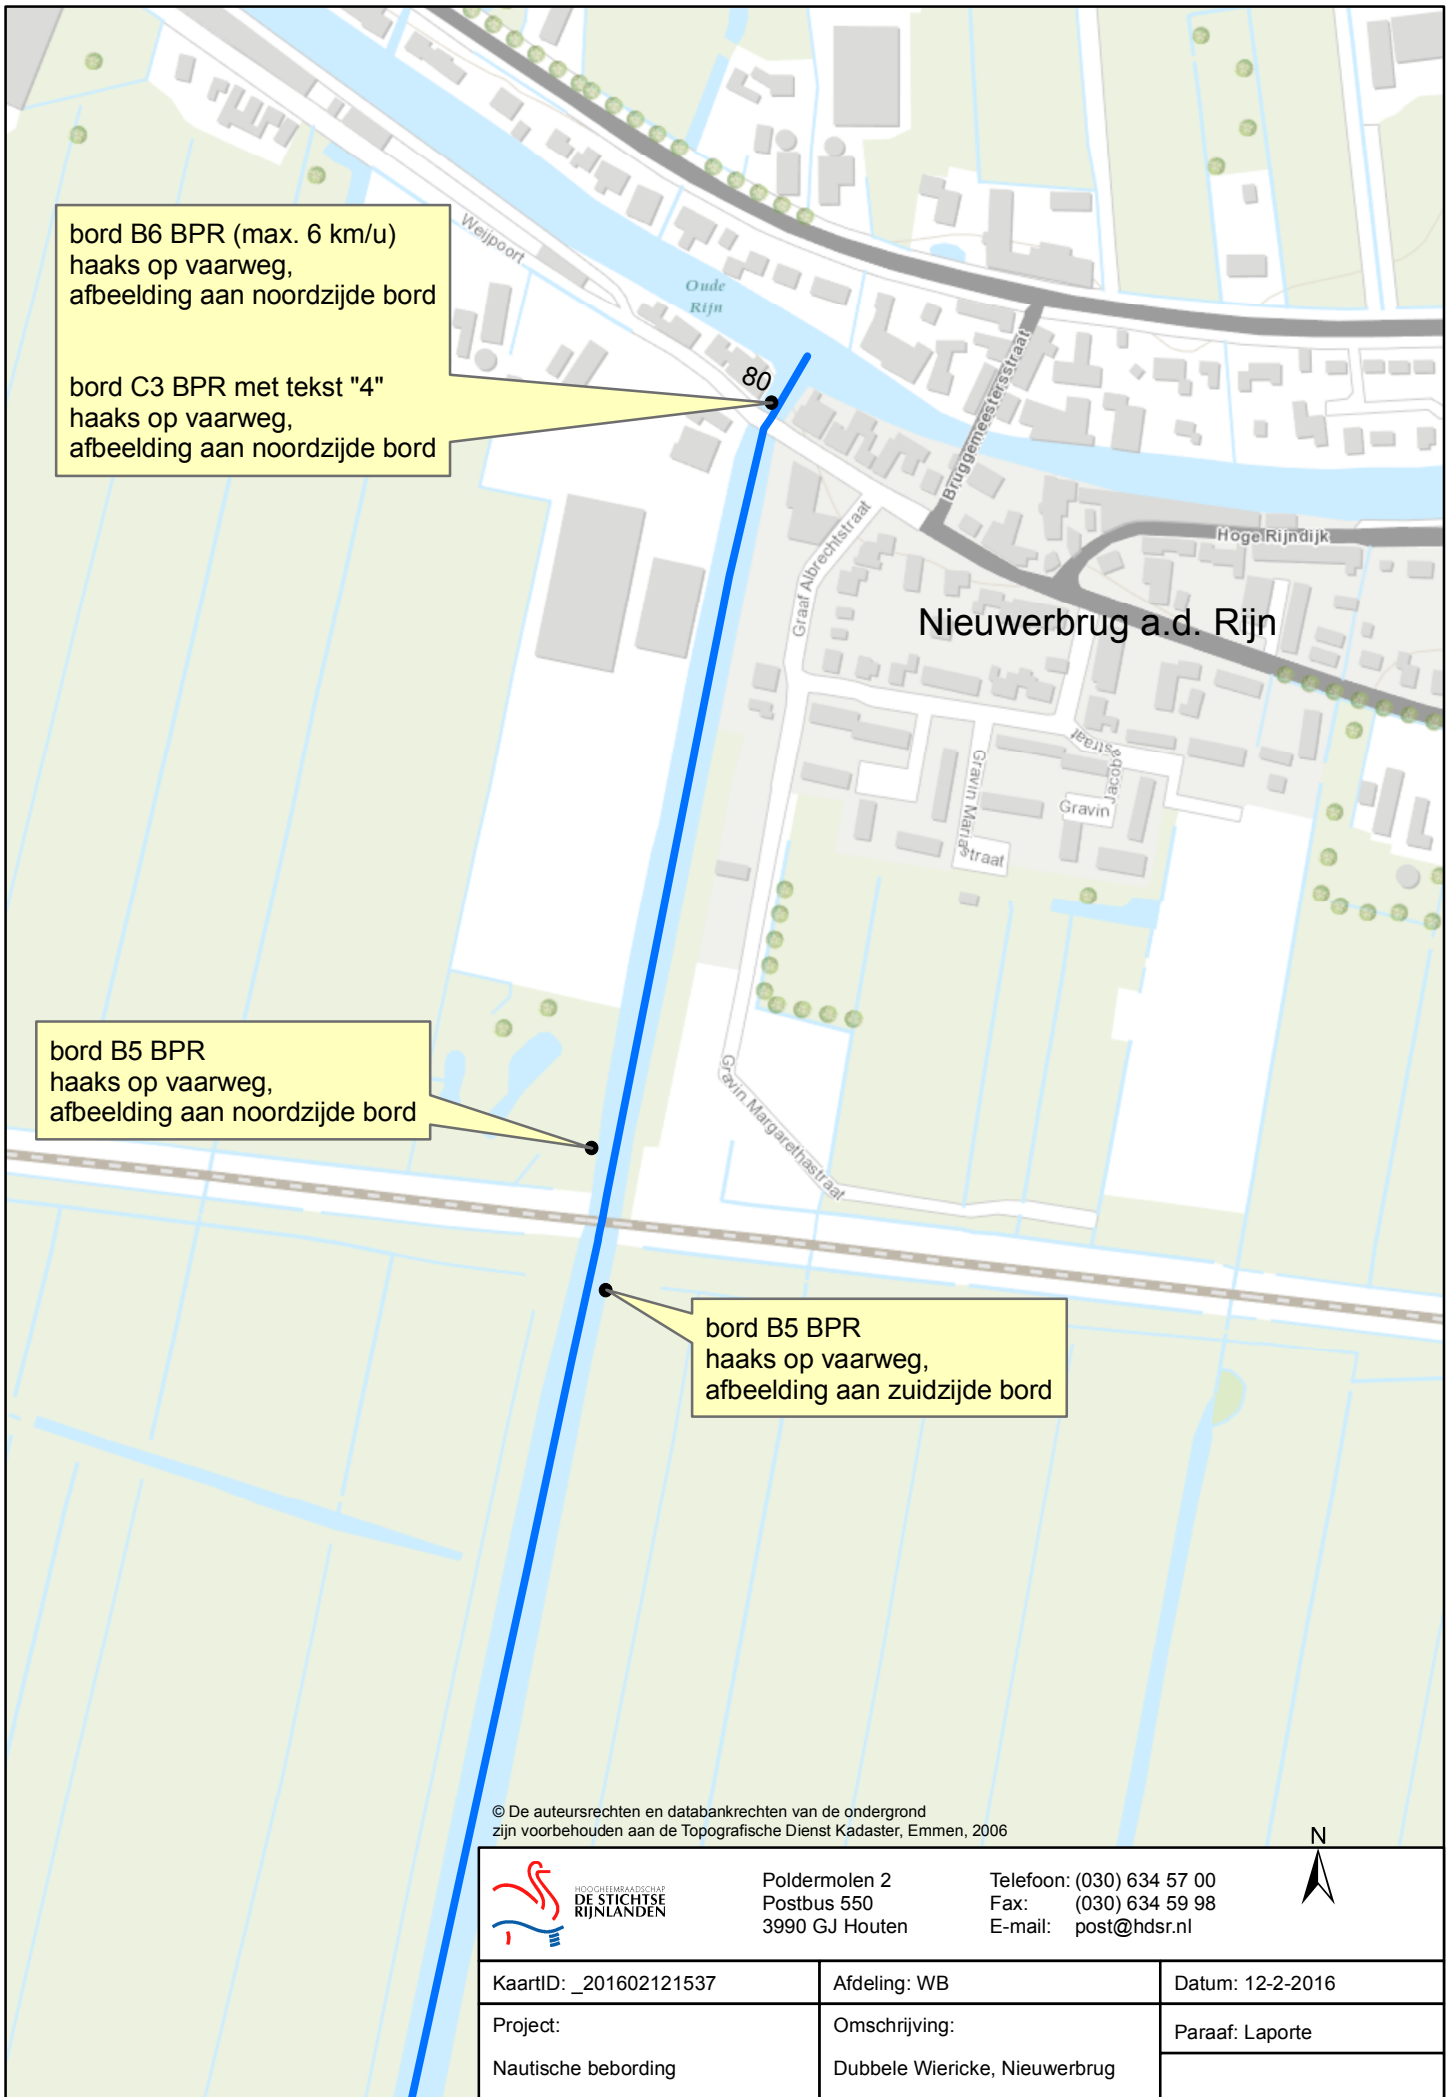 Weijpoort
Oude
Rijn
bord B6 BPR (max. 6 km/u)
haaks op vaarweg,
afbeelding aan noordzijde bord
bord C3 BPR met tekst "4"
haaks op vaarweg,
afbeelding aan noordzijde bord
80
Bruggemeestersstraat
Hoge Rijndijk
Graaf Albrechtstraat
Nieuwerbrug a.d. Rijn
Gravin Maria
straat
Gravin
Jacoba
straat
bord B5 BPR
haaks op vaarweg,
afbeelding aan noordzijde bord
Gravin Margarethastraat
bord B5 BPR
haaks op vaarweg,
afbeelding aan zuidzijde bord
© De auteursrechten en databankrechten van de ondergrond
zijn voorbehouden aan de Topografische Dienst Kadaster, Emmen, 2006
N
HOOGHEEMRAADSCHAP
DE STICHTSE
RIJNLANDEN
Poldermolen 2
Postbus 550
3990 GJ Houten
Telefoon: (030) 634 57 00
Fax: (030) 634 59 98
E-mail: post@hdsr.nl
KaartID: _201602121537
Afdeling: WB
Datum: 12-2-2016
Project:
Nautische bebording
Omschrijving:
Dubbele Wiericke, Nieuwerbrug
Paraaf: Laporte